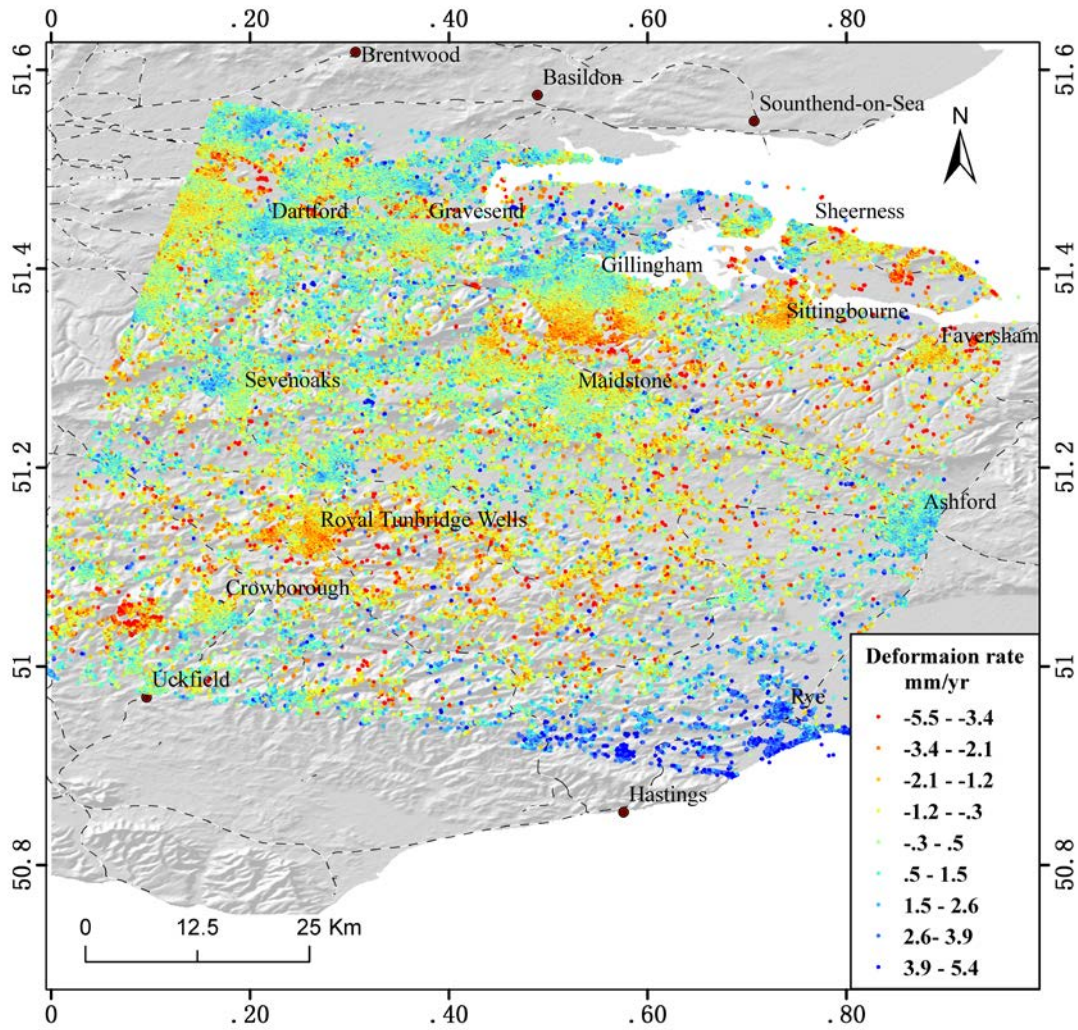 0 .20 .40 .60 .80
51.6 51.6
Brentwood
Basildon
Sounthend-on-Sea
N
Dartford
Gravesend
Sheerness
51.4 51.4
Gillingham
Sittingbourne
Faversham
Sevenoaks
Maidstone
51.2 51.2
Ashford
Royal Tunbridge Wells
Crowborough
51 51
Uckfield
Rye
Hastings
50.8 50.8
Deformaion rate
mm/yr
-5.5 - -3.4
-3.4 - -2.1
-2.1 - -1.2
-1.2 - -.3
-.3 - .5
.5 - 1.5
1.5 - 2.6
2.6- 3.9
3.9 - 5.4
0 12.5 25 Km
0 .20 .40 .60 .80